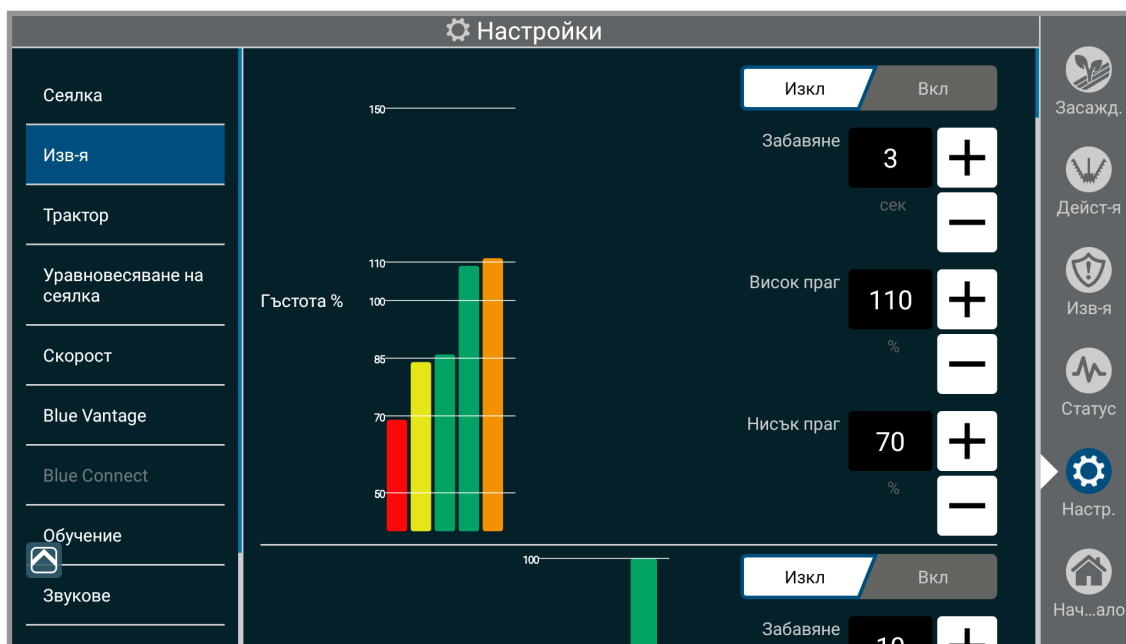 Настройки
Сеялка
Изв-я
Трактор
Уравновесяване на
сеялка
Скорост
Blue Vantage
Blue Connect
Обучение
Звукове
Гъстота %
150
110
100
85
70
50
Изкл
Вкл
Забавяне
3
сек
Висок праг
110
%
Нисък праг
70
%
100
Изкл
Вкл
Забавяне
10
Засажд.
Дейст-я
Изв-я
Статус
Настр.
Нач...ало